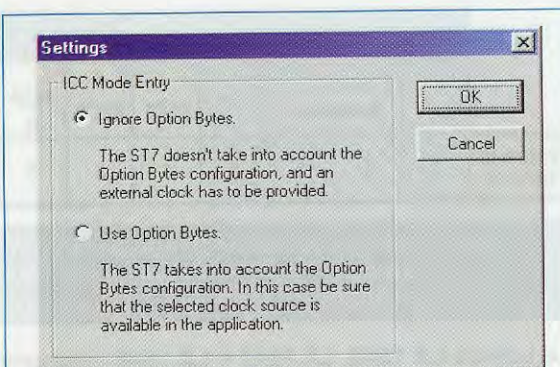 Settings
ICC Mode Entry
OK
Ignore Option Bytes.
Cancel
The ST7 doesn't take into account the
Option Bytes configuration, and an
external clock has to be provided.
Use Option Bytes.
The ST7 takes into account the Option
Bytes configuration. In this case be sure
that the selected clock source is
available in the application.